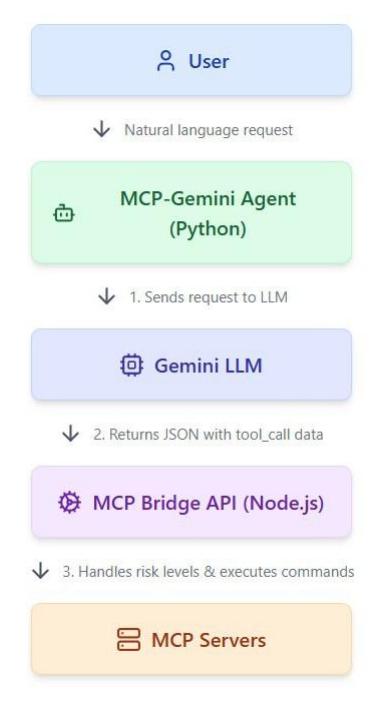 User
Natural language request
MCP-Gemini Agent
(Python)
1. Sends request to LLM
Gemini LLM
2. Returns JSON with tool_call data
MCP Bridge API (Node.js)
3. Handles risk levels & executes commands
MCP Servers